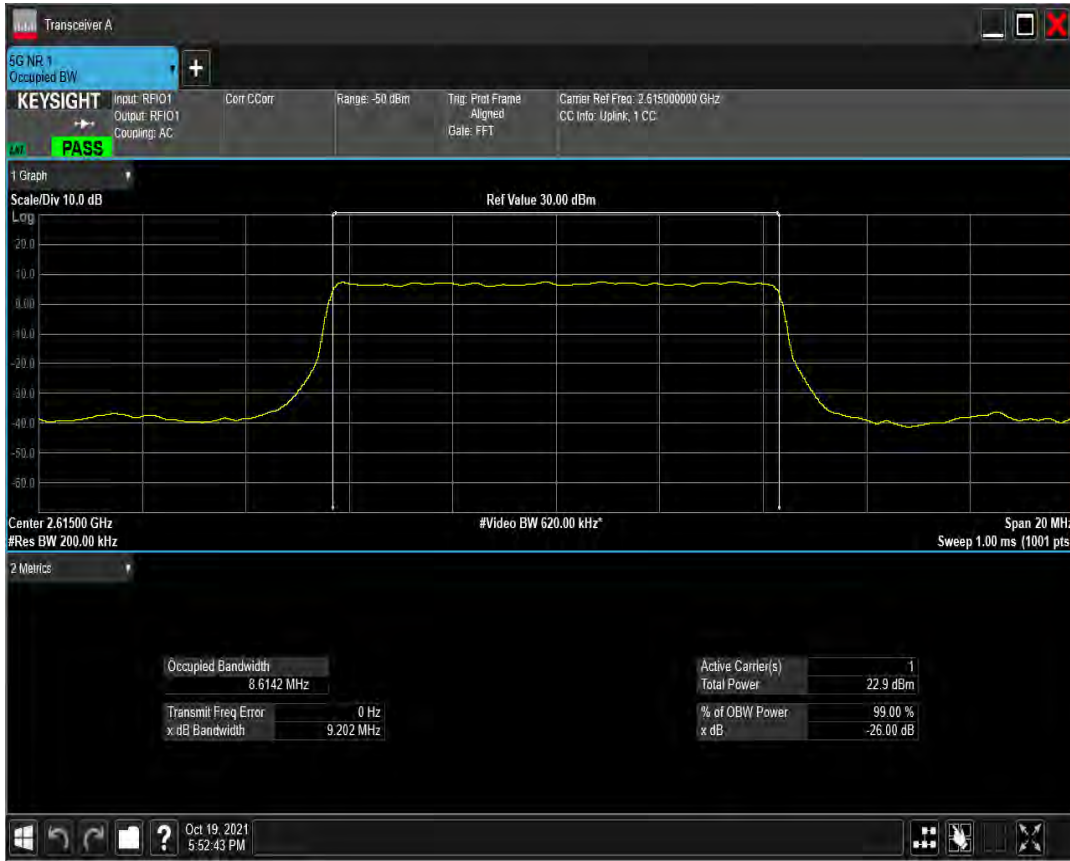 Transceiver A
5G NR 1
Occupied BW
+
KEYSIGHT
PASS
Input: RFIO1
Output: RFIO1
Coupling: AC
Corr CCorr
Range: -50 dBm
Trig: Prot Frame
Aligned
Gate: FFT
Carrier Ref Freq: 2.615000000 GHz
CC Info: Uplink, 1 CC
1 Graph
Scale/Div 10.0 dB
Ref Value 30.00 dBm
Log
20.0
10.0
0.00
-10.0
-20.0
-30.0
-40.0
-50.0
-60.0
Center 2.61500 GHz
#Video BW 620.00 kHz*
Span 20 MHz
#Res BW 200.00 kHz
Sweep 1.00 ms (1001 pts
2 Metrics
Occupied Bandwidth
8.6142 MHz
Transmit Freq Error 0 Hz
x dB Bandwidth 9.202 MHz
Active Carrier(s) 1
Total Power 22.9 dBm
% of OBW Power 99.00 %
x dB -26.00 dB
?
Oct 19, 2021
5:52:43 PM